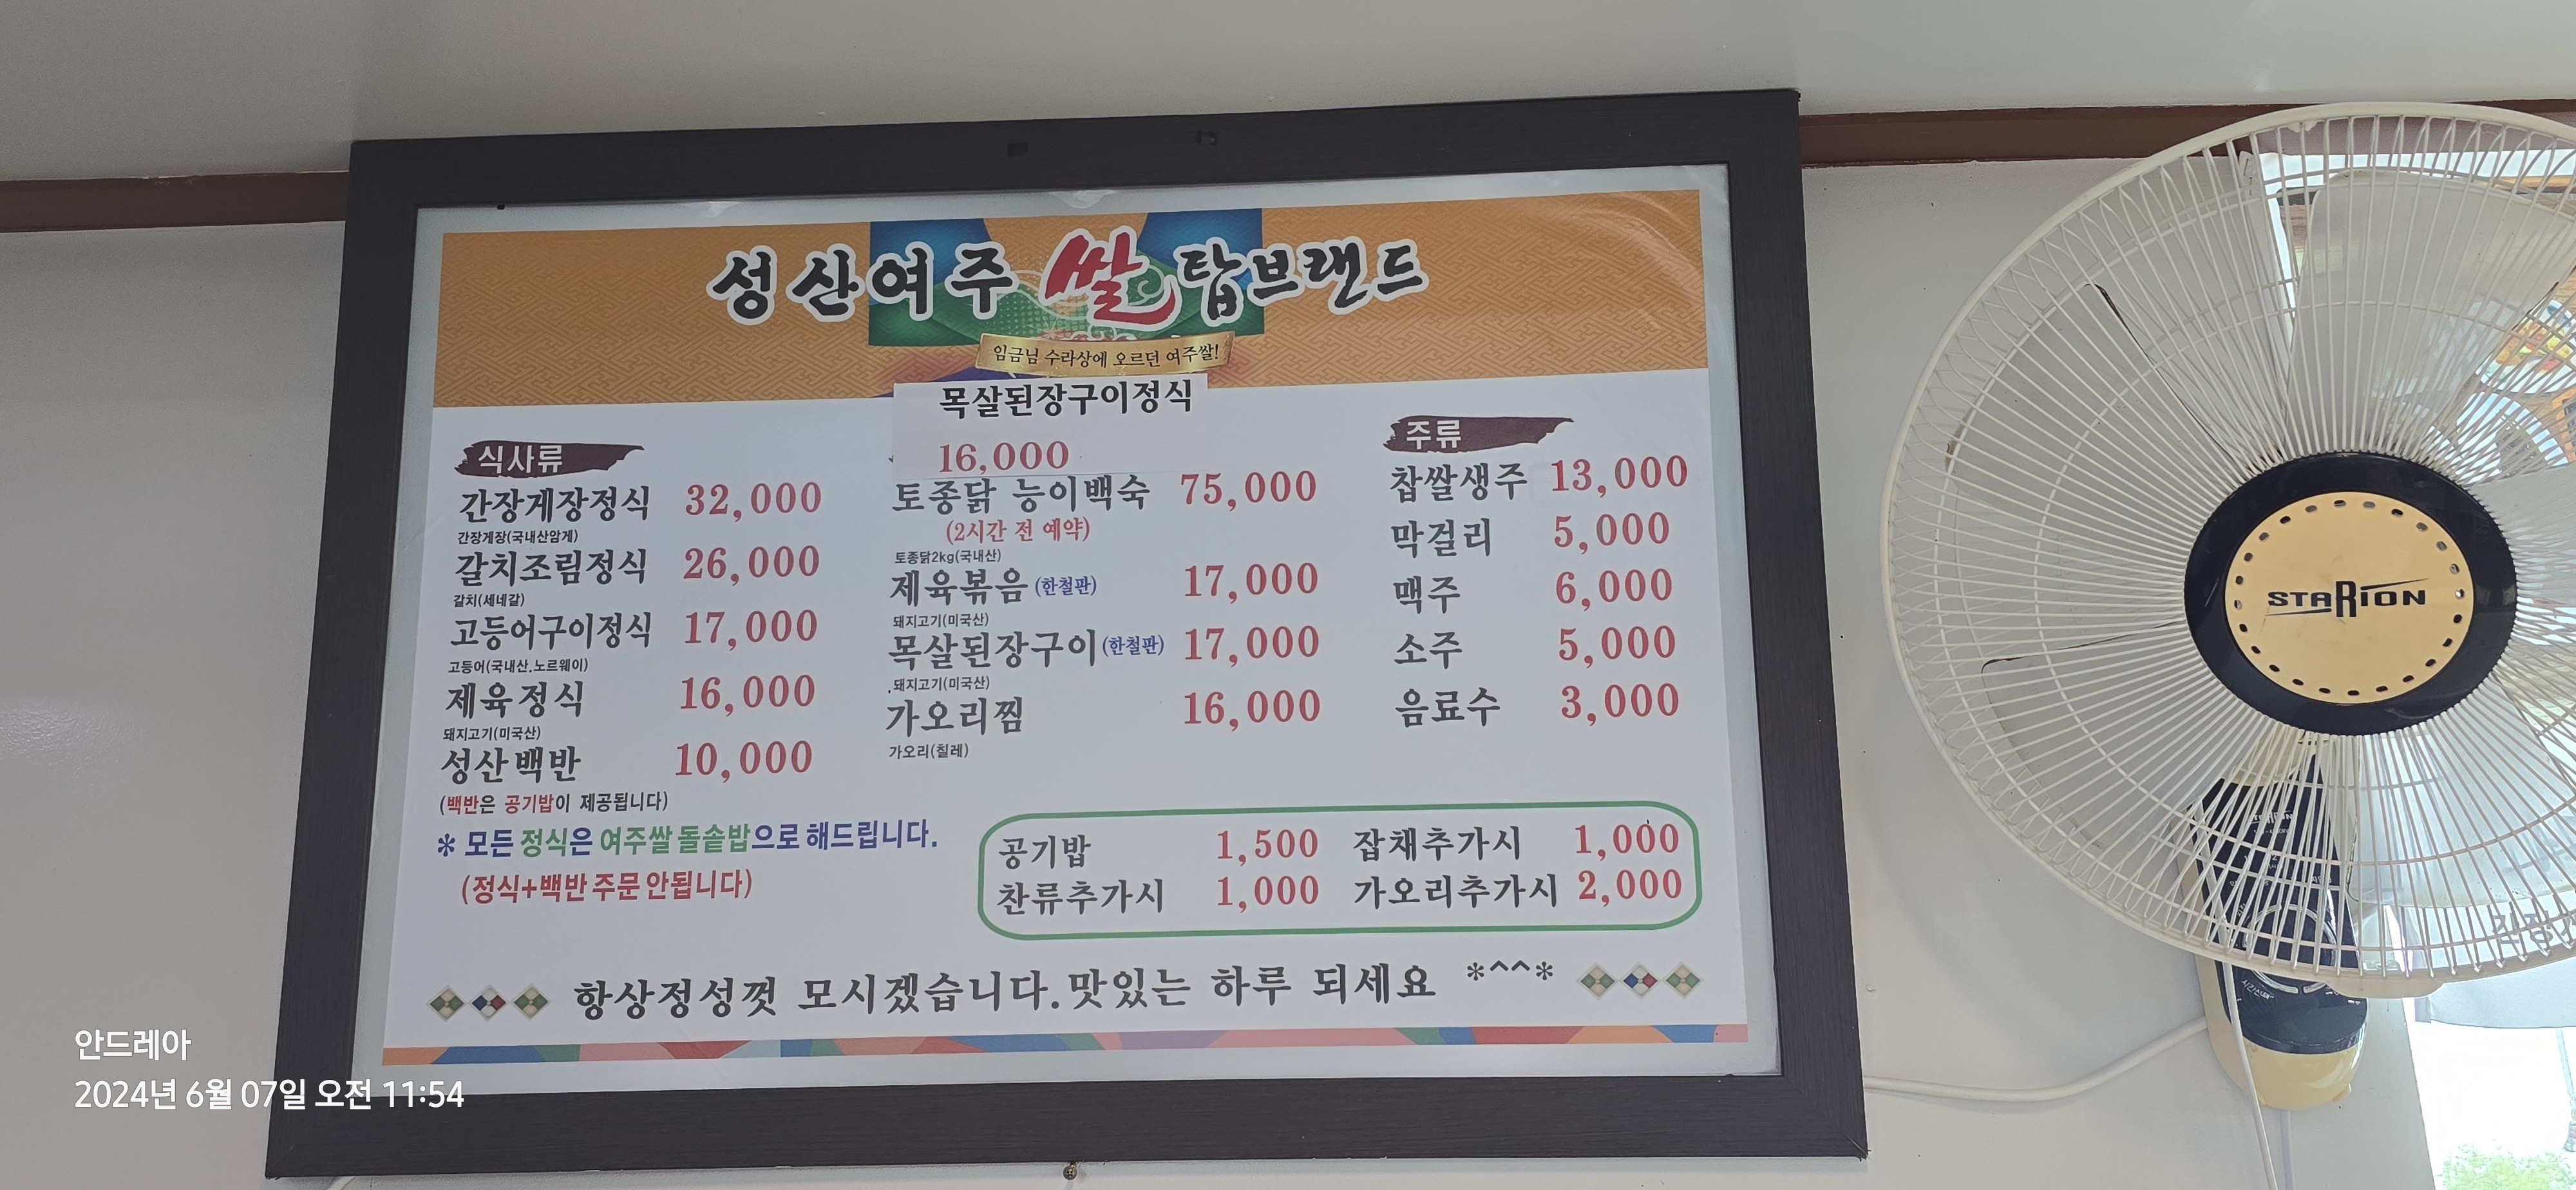 성산여주 쌀 탑브랜드
임금님 수라상에 오르던 여주쌀!
식사류
간장게장정식 32,000
간장게장(국내산암게)
갈치조림정식 26,000
갈치(세네갈)
고등어구이정식 17,000
고등어(국내산,노르웨이)
제육정식 16,000
돼지고기(미국산)
성산백반 10,000
(백반은 공기밥이 제공됩니다)
* 모든 정식은 여주쌀 돌솥밥으로 해드립니다.
(정식+백반 주문 안됩니다)
목살된장구이정식
16,000
토종닭 능이백숙 75,000
(2시간 전 예약)
토종닭2kg(국내산)
제육볶음(한철판) 17,000
돼지고기(미국산)
목살된장구이(한철판) 17,000
돼지고기(미국산)
가오리찜 16,000
가오리(칠레)
주류
찹쌀생주 13,000
막걸리 5,000
맥주 6,000
소주 5,000
음료수 3,000
공기밥 1,500 잡채추가시 1,000
찬류추가시 1,000 가오리추가시 2,000
항상정성껏 모시겠습니다.맛있는 하루 되세요 *^^*
STARION
안드레아
2024년 6월 07일 오전 11:54